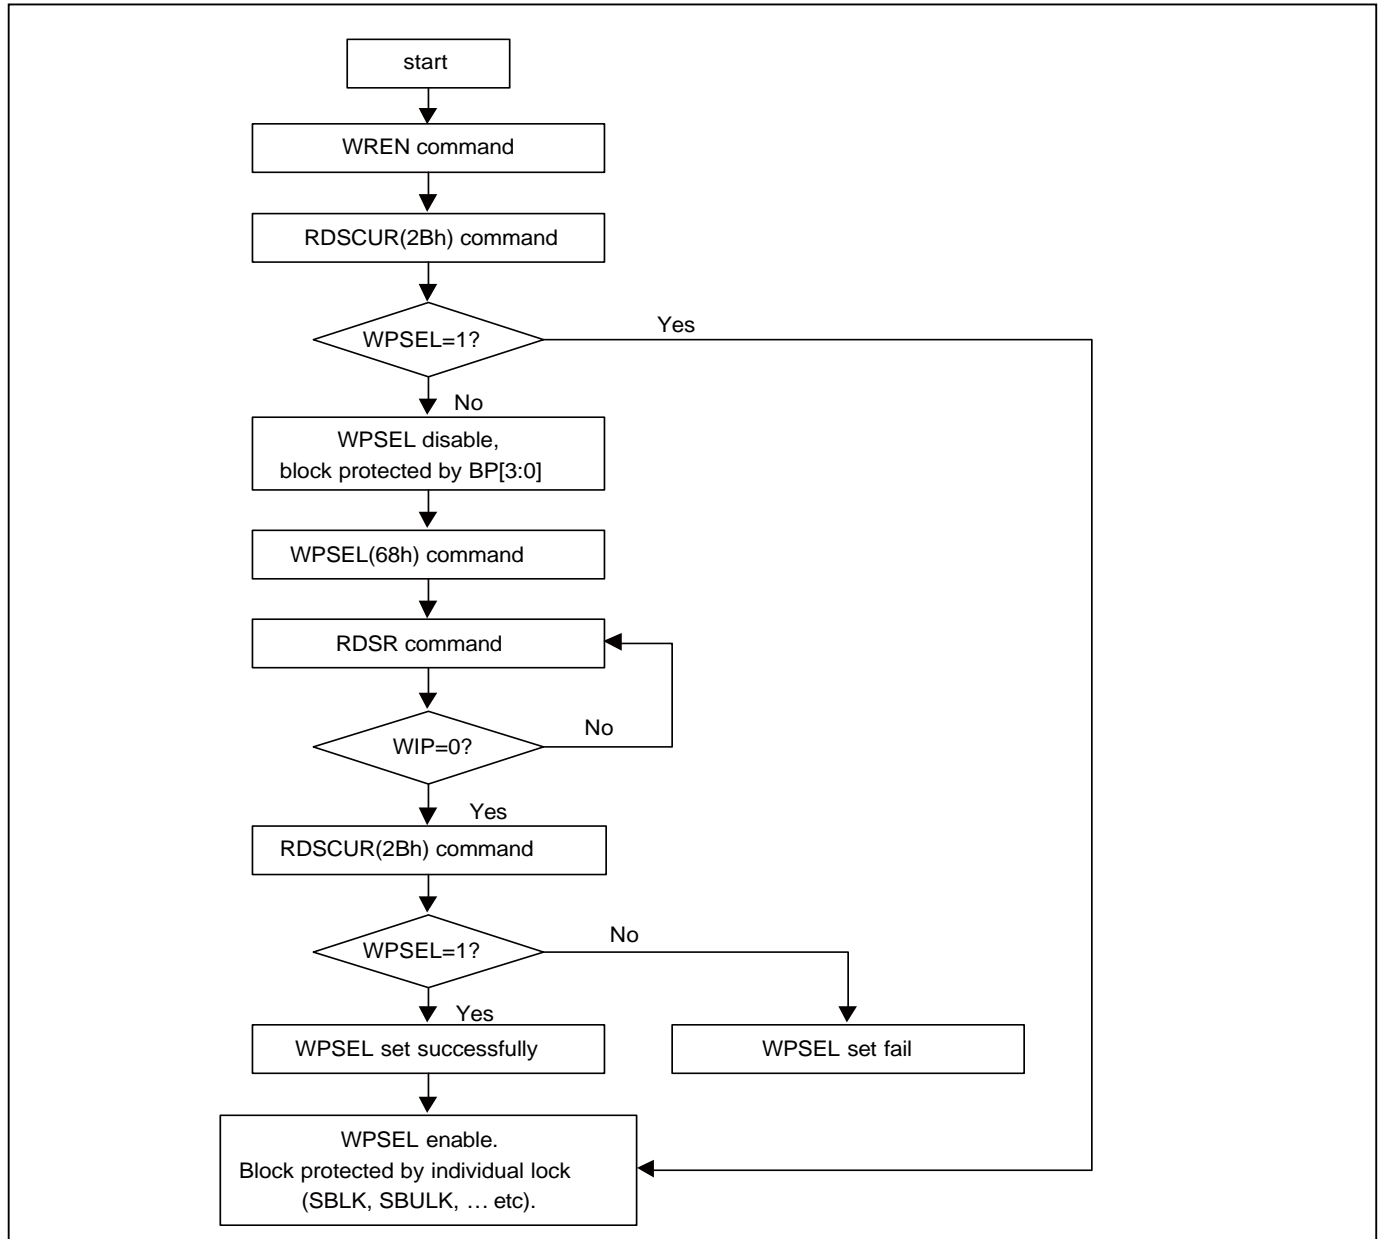 start
WREN command
RDSCUR(2Bh) command
WPSEL=1?
Yes
No
WPSEL disable,
block protected by BP[3:0]
WPSEL(68h) command
RDSR command
WIP=0?
No
Yes
RDSCUR(2Bh) command
WPSEL=1?
No
Yes
WPSEL set successfully
WPSEL set fail
WPSEL enable.
Block protected by individual lock
(SBLK, SBULK, … etc).